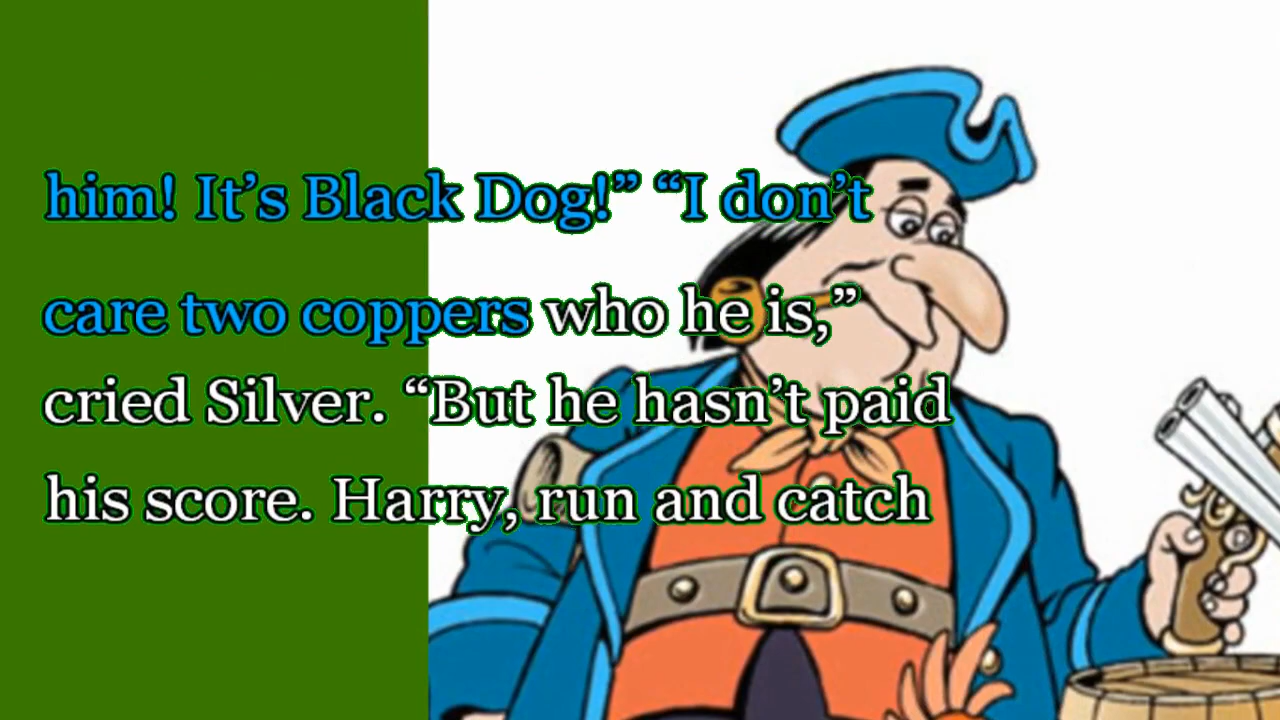 him! It’s Black Dog!” “I don’t
care two coppers who he is,”
cried Silver. “But he hasn’t paid
his score. Harry, run and catch